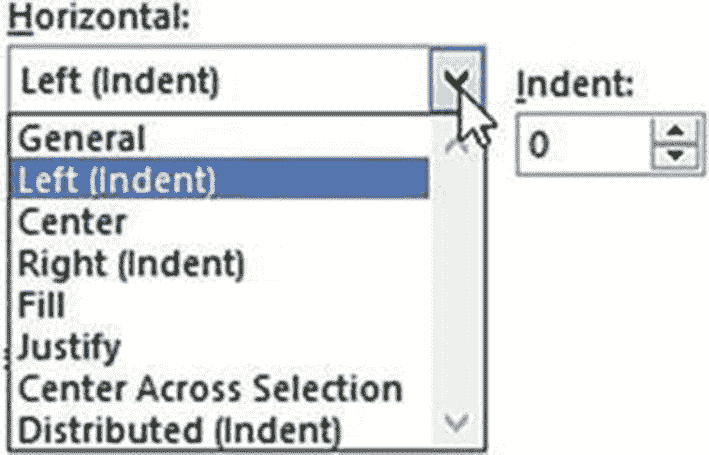 Horizontal:
Left (Indent)
Indent:
0
General
Left (Indent)
Center
Right (Indent)
Fill
Justify
Center Across Selection
Distributed (Indent)